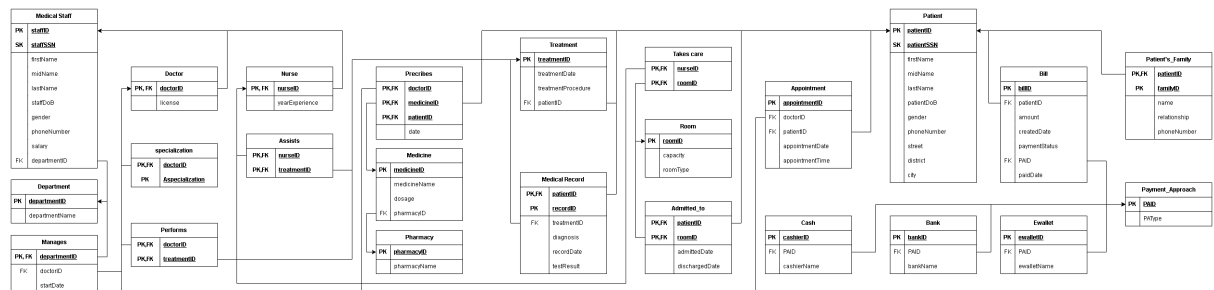 Medical Staff
PK staffID
SK staffSSN
firstName
midName
lastName
staffDoB
gender
phoneNumber
salary
FK departmentID
Department
PK departmentID
departmentName
Manages
PK, FK departmentID
FK doctorID
startDate
Doctor
PK, FK doctorID
license
specialization
PK,FK doctorID
PK Aspecialization
Performs
PK,FK doctorID
PK,FK treatmentID
Nurse
PK, FK nurseID
yearExperience
Assists
PK,FK nurseID
PK,FK treatmentID
Precribes
PK,FK doctorID
PK,FK medicineID
PK,FK patientID
date
Medicine
PK medicineID
medicineName
dosage
FK pharmacyID
Pharmacy
PK pharmacyID
pharmacyName
Treatment
PK treatmentID
treatmentDate
treatmentProcedure
FK patientID
Medical Record
PK,FK patientID
PK recordID
FK treatmentID
diagnosis
recordDate
testResult
Takes care
PK,FK nurseID
PK,FK roomID
Room
PK roomID
capacity
roomType
Admitted_to
PK,FK patientID
PK,FK roomID
admittedDate
dischargedDate
Appointment
PK appointmentID
FK doctorID
FK patientID
appointmentDate
appointmentTime
Cash
PK cashierID
FK PAID
cashierName
Patient
PK patientID
SK patientSSN
firstName
midName
lastName
patientDoB
gender
phoneNumber
street
district
city
Bank
PK bankID
FK PAID
bankName
Bill
PK billID
FK patientID
amount
createdDate
paymentStatus
FK PAID
paidDate
Ewallet
PK ewalletID
FK PAID
ewalletName
Patient's_Family
PK,FK patientID
PK familyID
name
relationship
phoneNumber
Payment_Approach
PK PAID
PAType